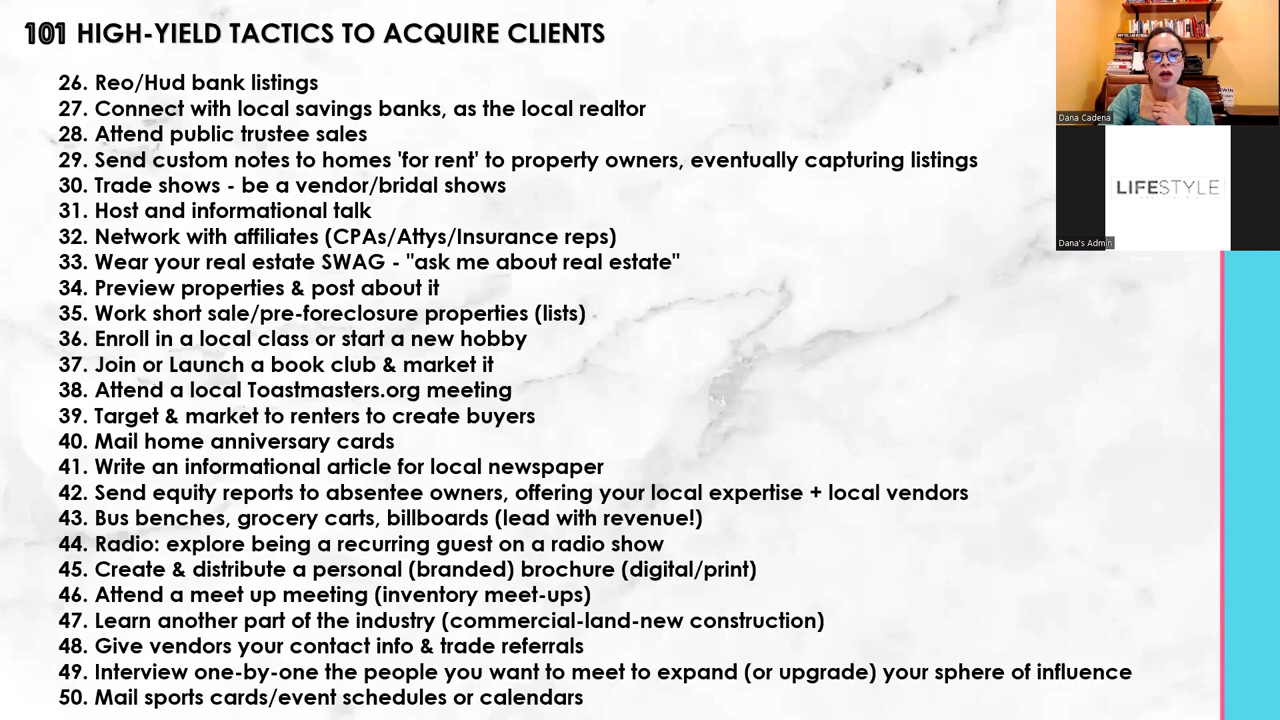 101 HIGH-YIELD TACTICS TO ACQUIRE CLIENTS
26. Reo/Hud bank listings
27. Connect with local savings banks, as the local realtor
28. Attend public trustee sales
29. Send custom notes to homes 'for rent' to property owners, eventually capturing listings
30. Trade shows - be a vendor/bridal shows
31. Host and informational talk
32. Network with affiliates (CPAs/Attys/Insurance reps)
33. Wear your real estate SWAG - "ask me about real estate"
34. Preview properties & post about it
35. Work short sale/pre-foreclosure properties (lists)
36. Enroll in a local class or start a new hobby
37. Join or Launch a book club & market it
38. Attend a local Toastmasters.org meeting
39. Target & market to renters to create buyers
40. Mail home anniversary cards
41. Write an informational article for local newspaper
42. Send equity reports to absentee owners, offering your local expertise + local vendors
43. Bus benches, grocery carts, billboards (lead with revenue!)
44. Radio: explore being a recurring guest on a radio show
45. Create & distribute a personal (branded) brochure (digital/print)
46. Attend a meet up meeting (inventory meet-ups)
47. Learn another part of the industry (commercial-land-new construction)
48. Give vendors your contact info & trade referrals
49. Interview one-by-one the people you want to meet to expand (or upgrade) your sphere of influence
50. Mail sports cards/event schedules or calendars
Dana Cadena
LIFESTYLE
Dana's Admin